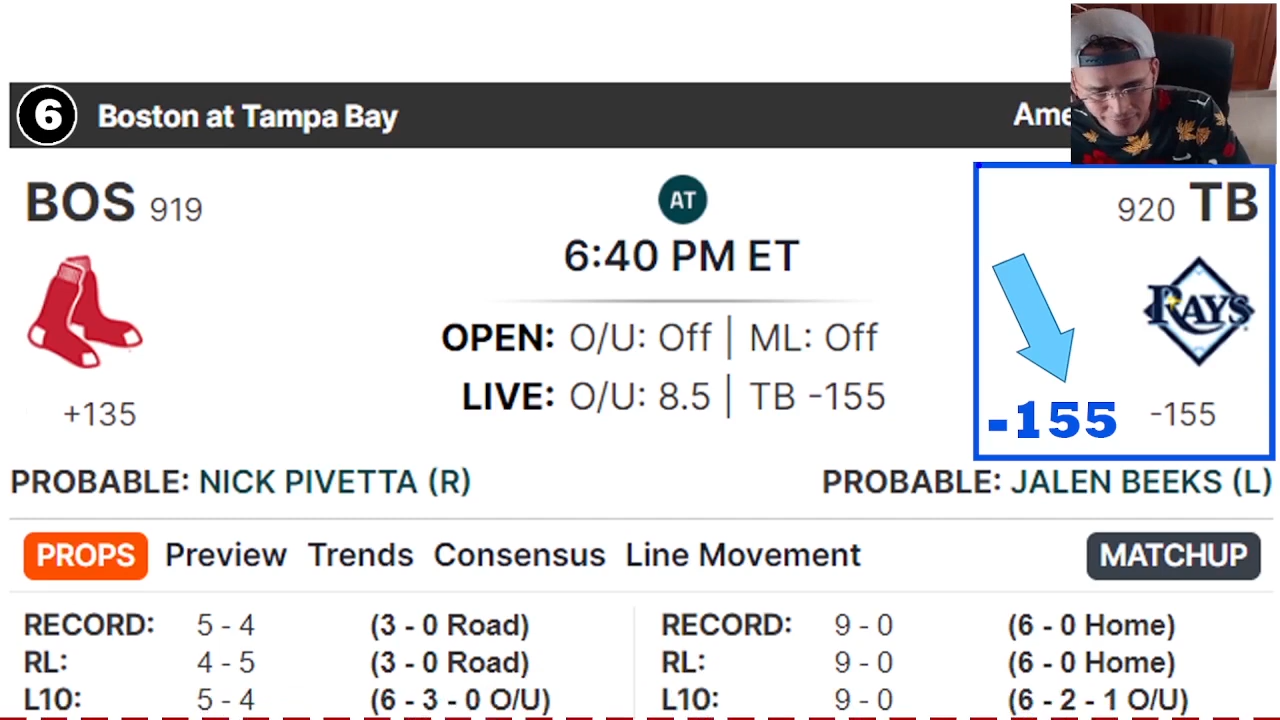 6 Boston at Tampa Bay Ame
BOS 919 AT 920 TB
6:40 PM ET
RAYS
OPEN: O/U: Off | ML: Off
LIVE: O/U: 8.5 | TB -155
+135 -155 -155
PROBABLE: NICK PIVETTA (R) PROBABLE: JALEN BEEKS (L)
PROPS Preview Trends Consensus Line Movement MATCHUP
RECORD: 5 - 4 (3 - 0 Road) RECORD: 9 - 0 (6 - 0 Home)
RL: 4 - 5 (3 - 0 Road) RL: 9 - 0 (6 - 0 Home)
L10: 5 - 4 (6 - 3 - 0 O/U) L10: 9 - 0 (6 - 2 - 1 O/U)